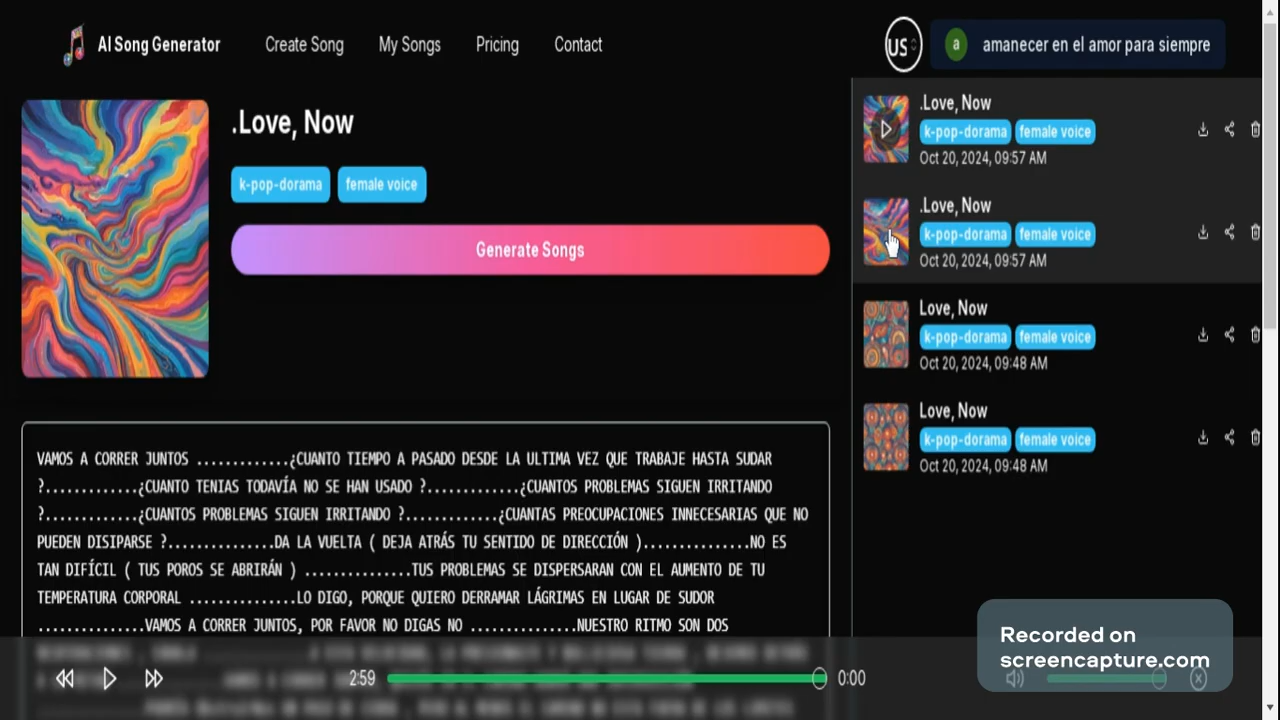 AI Song Generator
Create Song
My Songs
Pricing
Contact
US
a
amanecer en el amor para siempre
.Love, Now
k-pop-dorama
female voice
Generate Songs
VAMOS A CORRER JUNTOS .............¿CUANTO TIEMPO A PASADO DESDE LA ULTIMA VEZ QUE TRABAJE HASTA SUDAR
?.............¿CUANTO TENIAS TODAVÍA NO SE HAN USADO ?.............¿CUANTOS PROBLEMAS SIGUEN IRRITANDO
?.............¿CUANTOS PROBLEMAS SIGUEN IRRITANDO ?.............¿CUANTAS PREOCUPACIONES INNECESARIAS QUE NO
PUEDEN DISIPARSE ?...............DA LA VUELTA ( DEJA ATRÁS TU SENTIDO DE DIRECCIÓN )...............NO ES
TAN DIFÍCIL ( TUS POROS SE ABRIRÁN ) ...............TUS PROBLEMAS SE DISPERSARAN CON EL AUMENTO DE TU
TEMPERATURA CORPORAL ...............LO DIGO, PORQUE QUIERO DERRAMAR LÁGRIMAS EN LUGAR DE SUDOR
...............VAMOS A CORRER JUNTOS, POR FAVOR NO DIGAS NO ...............NUESTRO RITMO SON DOS
.Love, Now
k-pop-dorama female voice
Oct 20, 2024, 09:57 AM
.Love, Now
k-pop-dorama female voice
Oct 20, 2024, 09:57 AM
Love, Now
k-pop-dorama female voice
Oct 20, 2024, 09:48 AM
Love, Now
k-pop-dorama female voice
Oct 20, 2024, 09:48 AM
2:59
0:00
Recorded on
screencapture.com